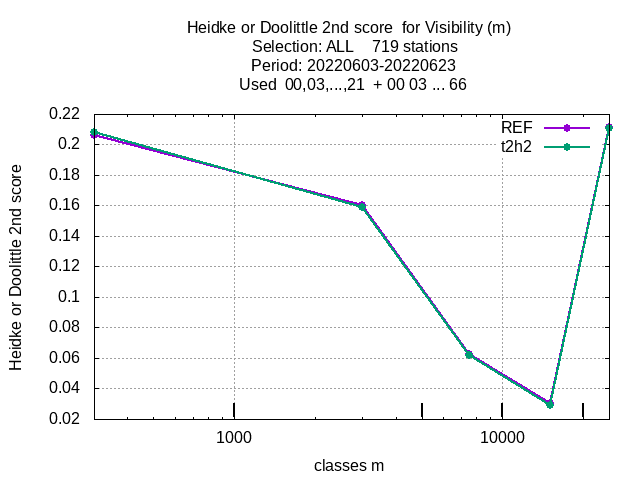 Heidke or Doolittle 2nd score  for Visibility (m)
Selection: ALL    719 stations
Period: 20220603-20220623
Used  00,03,...,21  + 00 03 ... 66
REF
t2h2
Heidke or Doolittle 2nd score
0.22
0.2
0.18
0.16
0.14
0.12
0.1
0.08
0.06
0.04
0.02
1000
10000
classes m